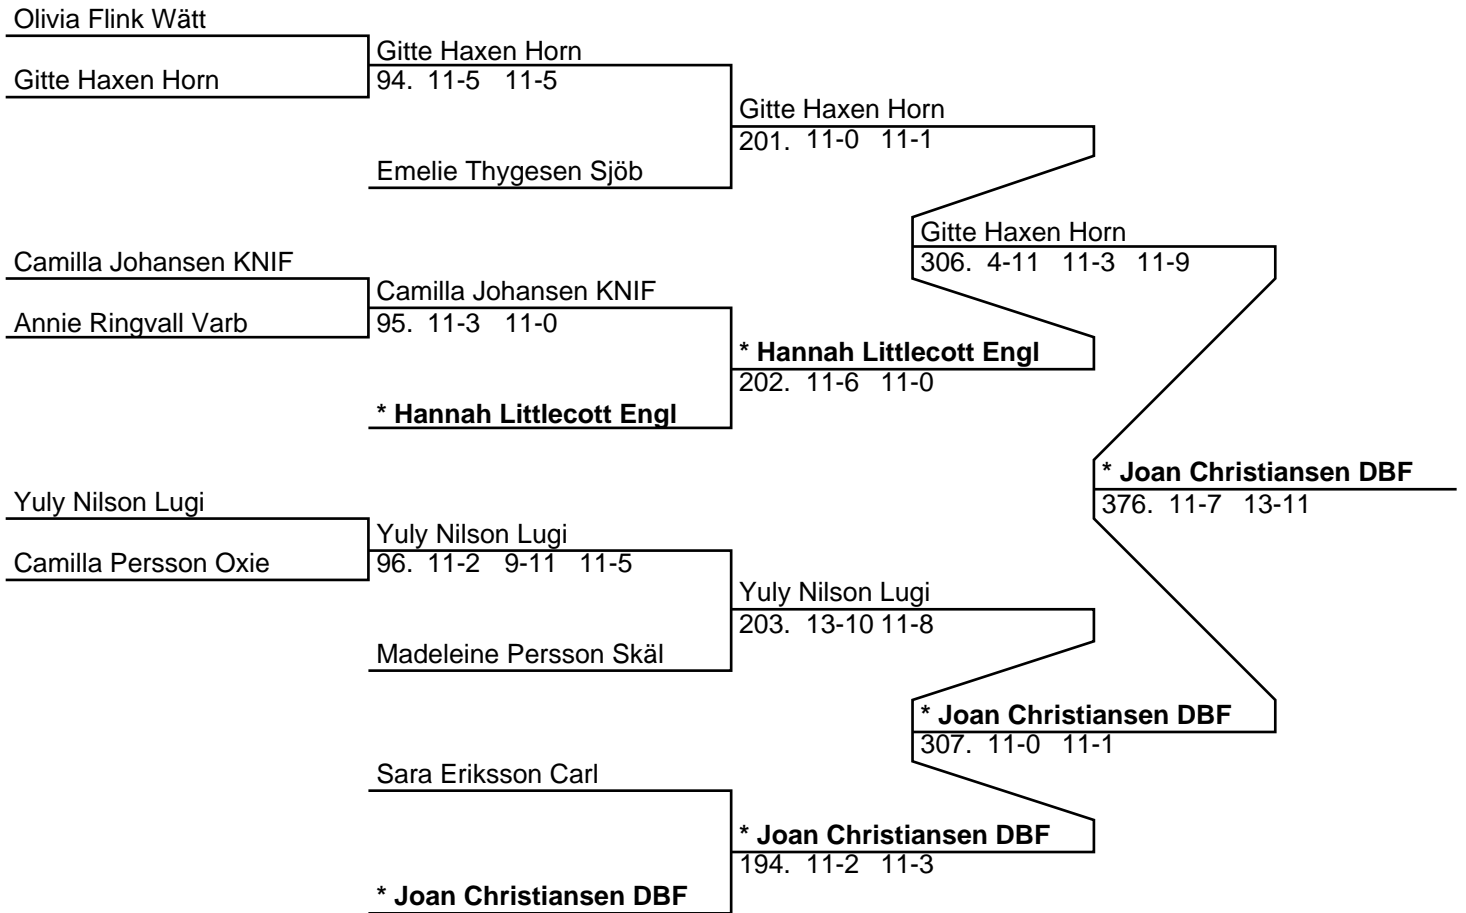 Olivia Flink Wätt
Gitte Haxen Horn
Gitte Haxen Horn
94. 11-5 11-5
Gitte Haxen Horn
201. 11-0 11-1
Emelie Thygesen Sjöb
Gitte Haxen Horn
306. 4-11 11-3 11-9
Camilla Johansen KNIF
Camilla Johansen KNIF
Annie Ringvall Varb
95. 11-3 11-0
* Hannah Littlecott Engl
202. 11-6 11-0
* Hannah Littlecott Engl
* Joan Christiansen DBF
376. 11-7 13-11
Yuly Nilson Lugi
Yuly Nilson Lugi
Camilla Persson Oxie
96. 11-2 9-11 11-5
Yuly Nilson Lugi
203. 13-10 11-8
Madeleine Persson Skäl
* Joan Christiansen DBF
307. 11-0 11-1
Sara Eriksson Carl
* Joan Christiansen DBF
194. 11-2 11-3
* Joan Christiansen DBF